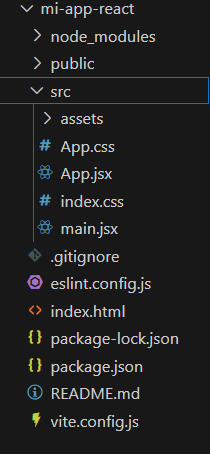 mi-app-react
node_modules
public
src
assets
App.css
App.jsx
index.css
main.jsx
.gitignore
eslint.config.js
index.html
package-lock.json
package.json
README.md
vite.config.js